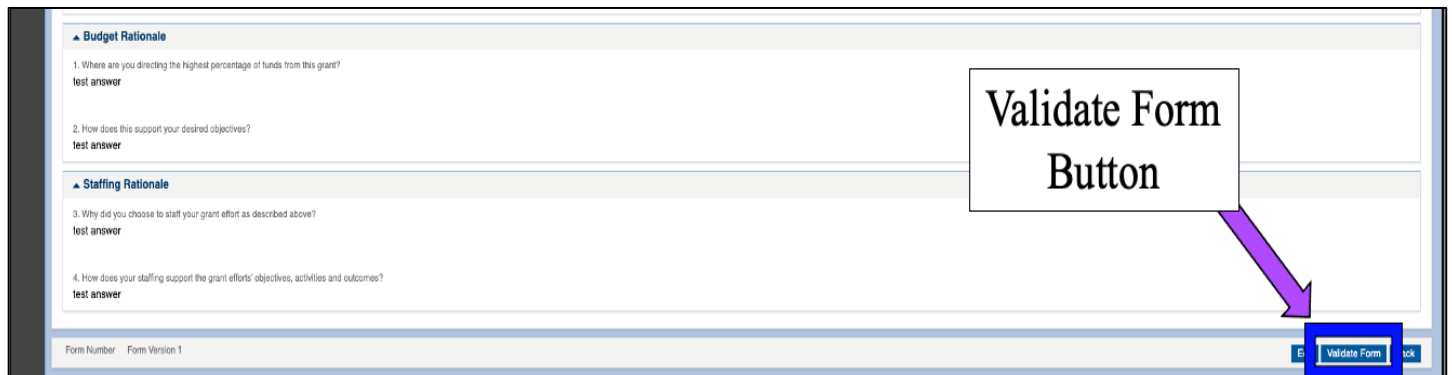 ▲ Budget Rationale
1. Where are you directing the highest percentage of funds from this grant?
test answer
2. How does this support your desired objectives?
test answer
Validate Form
Button
▲ Staffing Rationale
3. Why did you choose to staff your grant effort as described above?
test answer
4. How does your staffing support the grant efforts' objectives, activities and outcomes?
test answer
Form Number Form Version 1
Validate Form